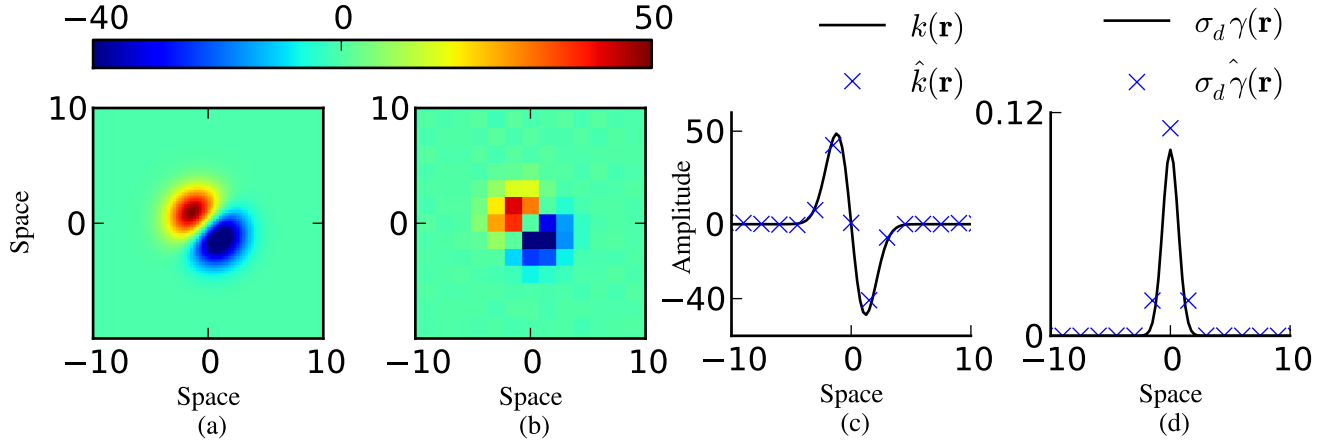 −40 0 50
k(r)
k̂(r)
σ_d γ(r)
σ_d γ̂(r)
10
0
Space
−10 0 10
Space
(a)
10
0
−10 0 10
Space
(b)
50
0
−40
Amplitude
−10 0 10
Space
(c)
0.12
0
−10 0 10
Space
(d)